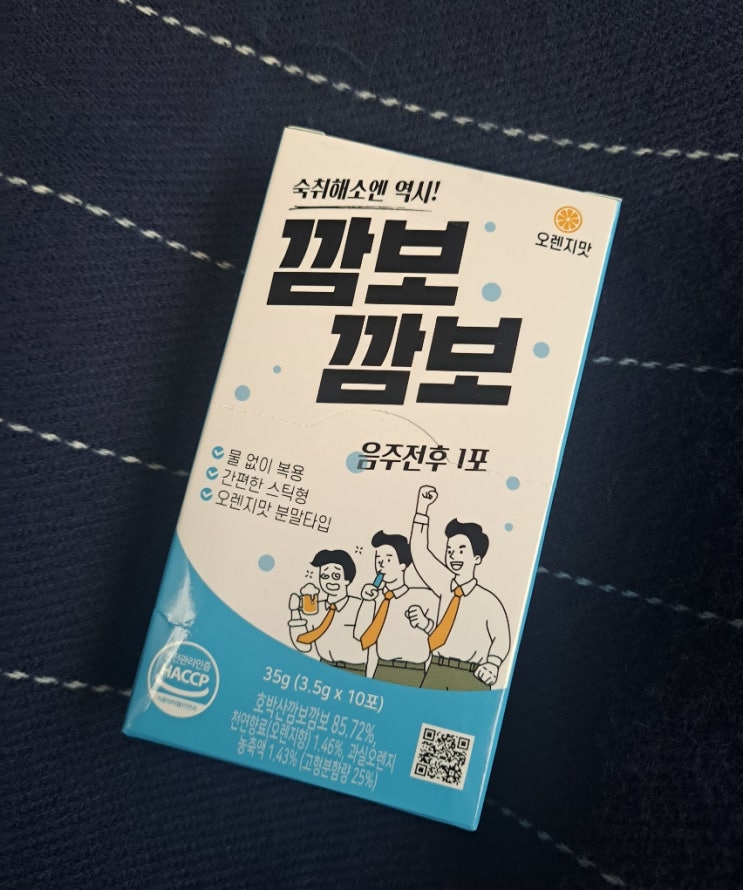 숙취해소엔 역시!
오렌지맛
깜보
깜보
음주전후 1포
물 없이 복용
간편한 스틱형
오렌지맛 분말타입
HACCP
35g (3.5g x 10포)
호박산깜보깜보 85.72%,
천연향료(오렌지향) 1.46%, 과실오렌지
농축액 1.43% (고형분함량 25%)